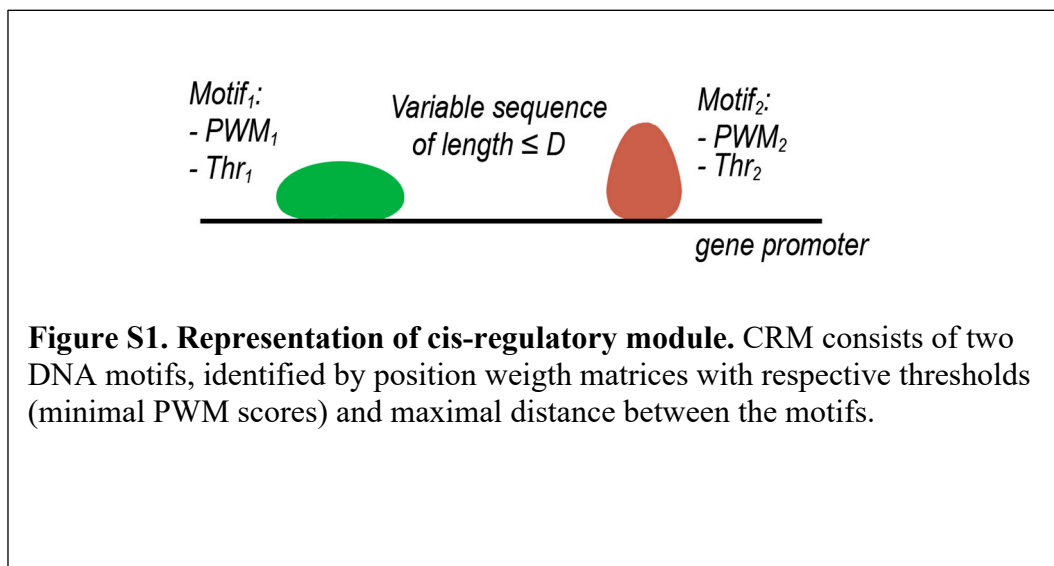 Motif₁:
- PWM₁
- Thr₁
Variable sequence
of length ≤ D
Motif₂:
- PWM₂
- Thr₂
gene promoter
Figure S1. Representation of cis-regulatory module. CRM consists of two
DNA motifs, identified by position weigth matrices with respective thresholds
(minimal PWM scores) and maximal distance between the motifs.